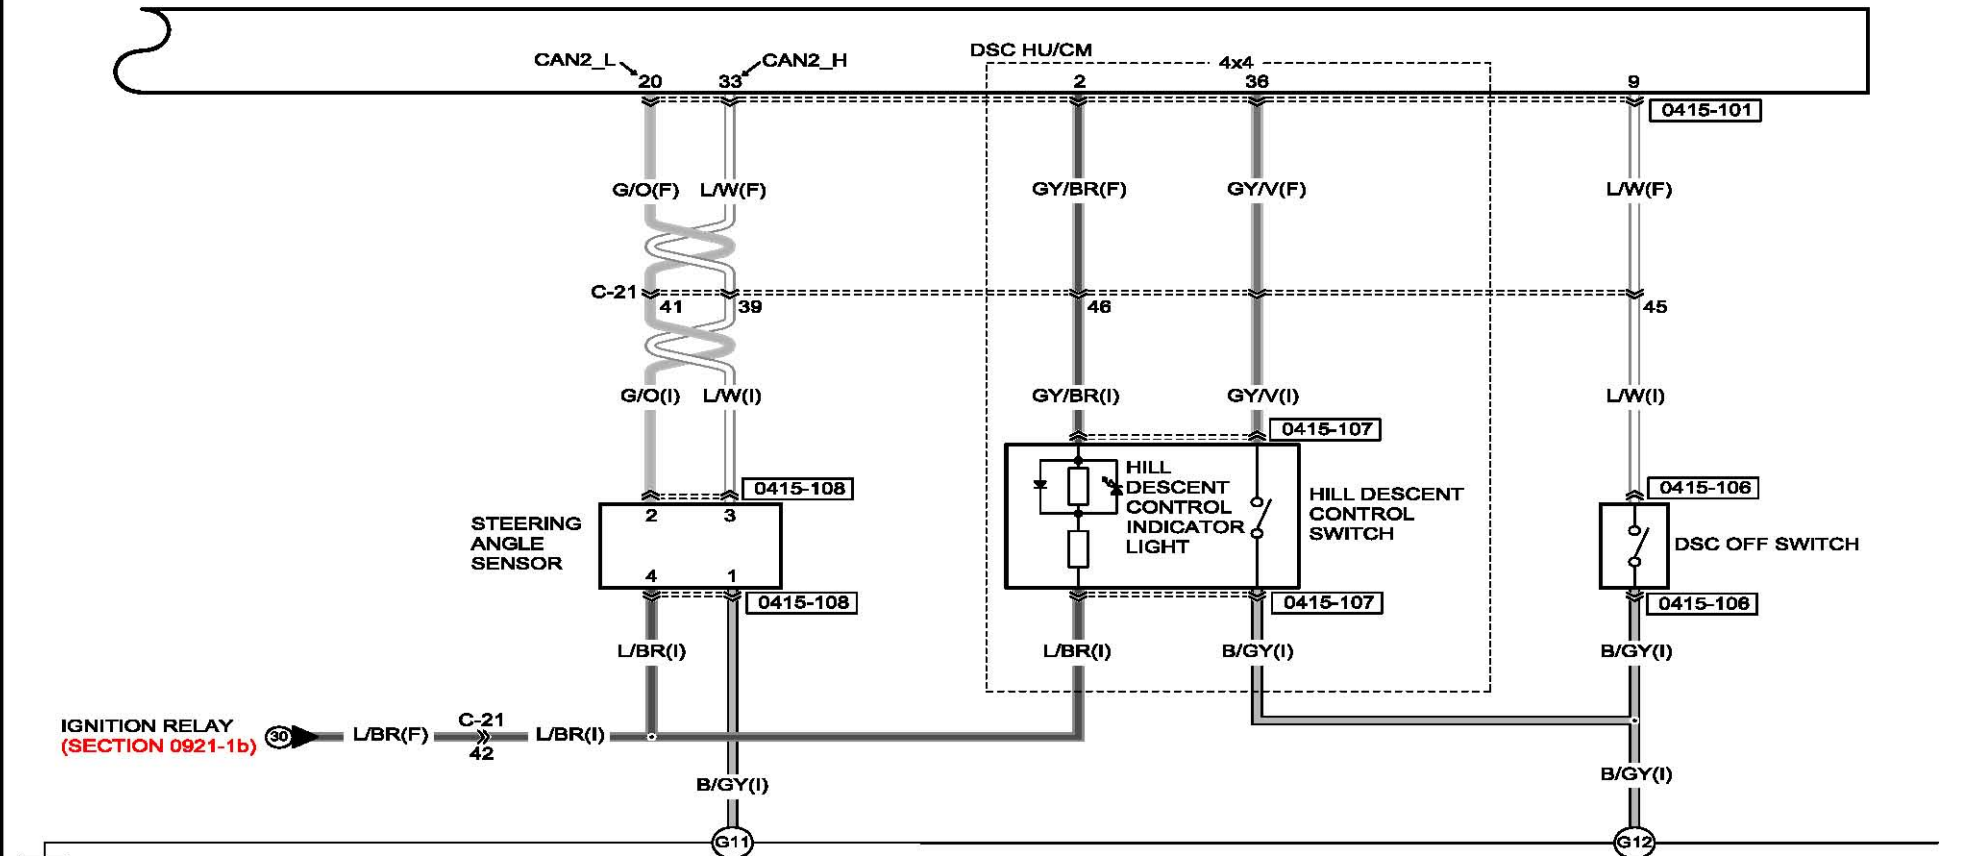 DSC HU/CM
CAN2_L
CAN2_H
4x4
20
33
2
36
9
0415-101
G/O(F)
L/W(F)
GY/BR(F)
GY/V(F)
L/W(F)
C-21
41
39
46
45
G/O(I)
L/W(I)
GY/BR(I)
GY/V(I)
L/W(I)
0415-107
0415-108
0415-106
HILL
DESCENT
CONTROL
INDICATOR
LIGHT
HILL DESCENT
CONTROL
SWITCH
2
3
STEERING
ANGLE
SENSOR
DSC OFF SWITCH
4
1
0415-108
0415-107
0415-106
L/BR(I)
L/BR(I)
B/GY(I)
B/GY(I)
IGNITION RELAY
(SECTION 0921-1b)
30
L/BR(F)
C-21
42
L/BR(I)
B/GY(I)
B/GY(I)
G11
G12